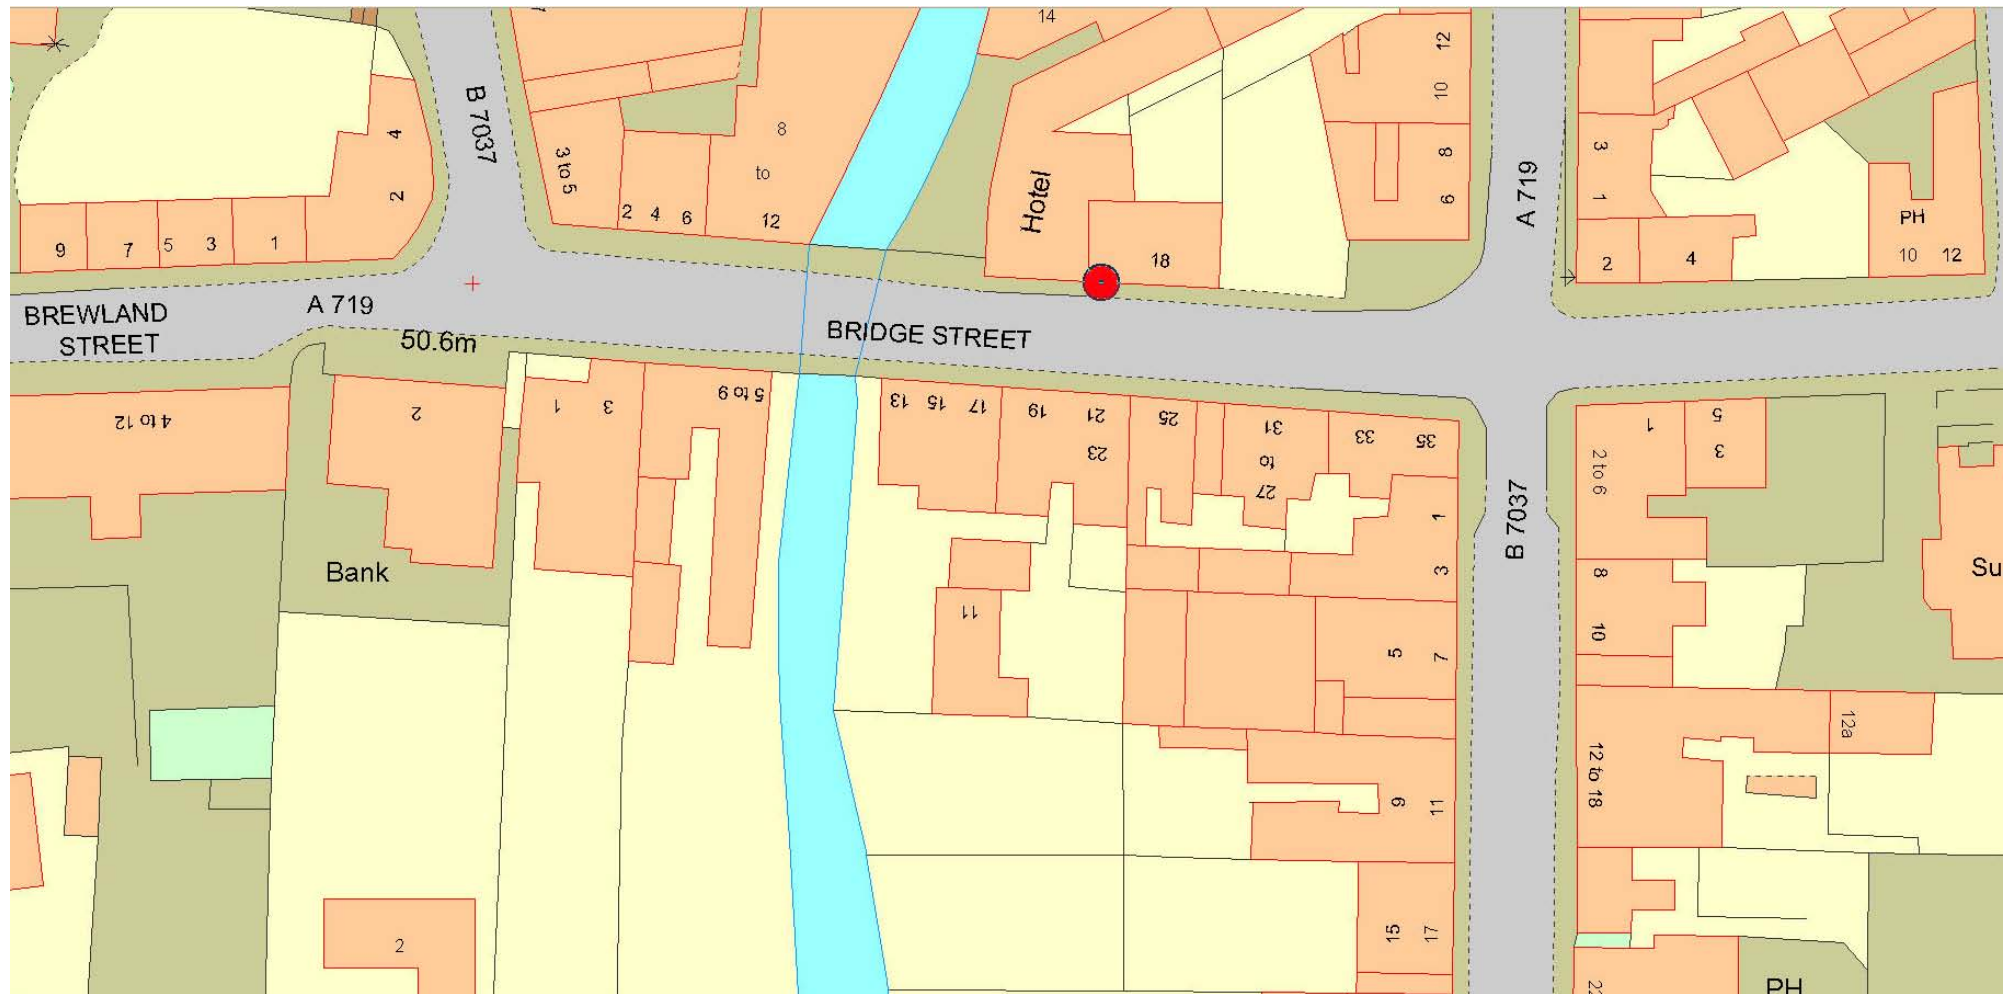 14
12
10
8
6
B 7037
4
2
3 to 5
8
to
12
2 4 6
Hotel
18
A 719
3
1
2
4
PH
10 12
9
7
5
3
1
BREWLAND
STREET
A 719
50.6m
BRIDGE STREET
4 to 12
2
1
3
5 to 9
13
15
17
19
21
23
25
31
to
27
33
35
1
3
5
7
9
11
15
17
Bank
2
11
B 7037
1
5
3
2 to 6
8
10
12 to 18
12a
Su
PH